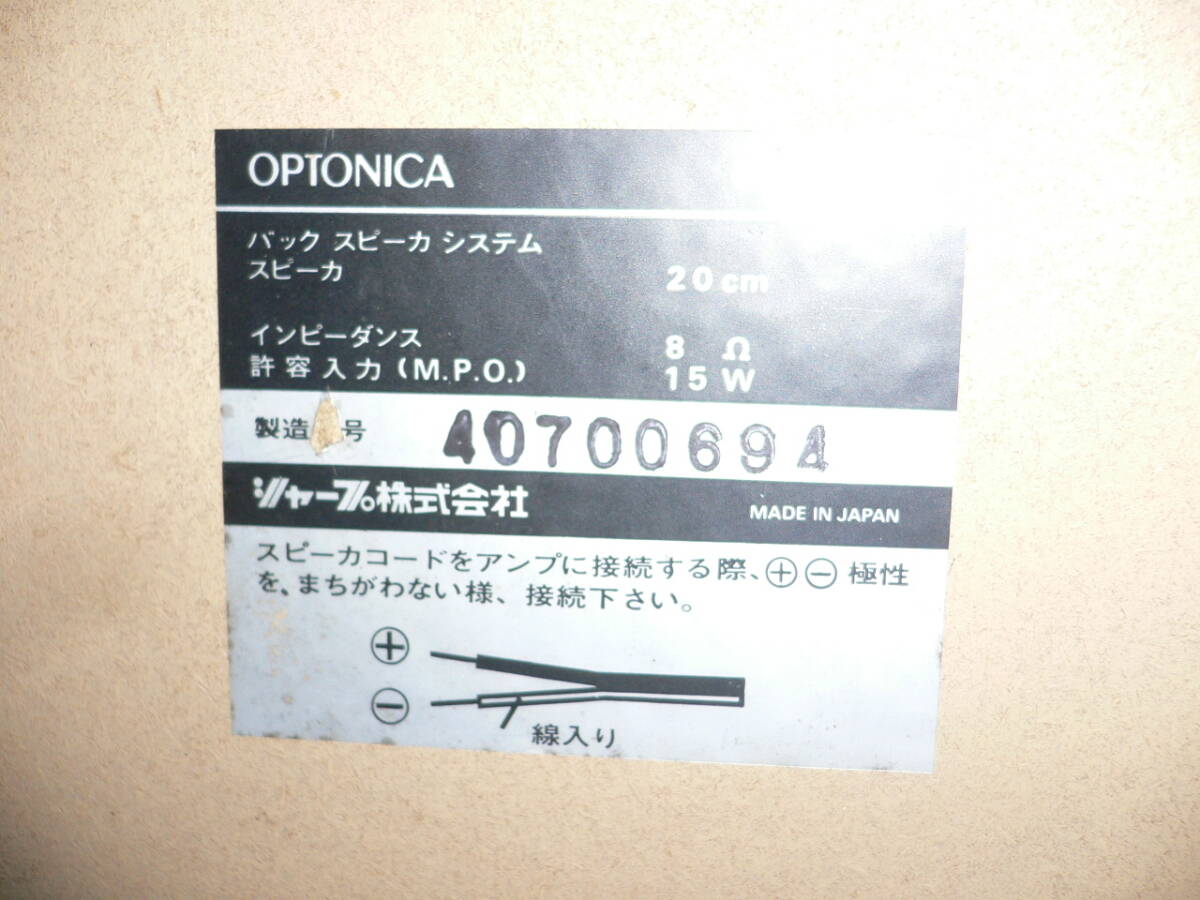 OPTONICA
バック スピーカ システム
スピーカ 20cm
インピーダンス 8 Ω
許容入力(M.P.O.) 15W
製造 号 40700694
シャープ株式会社 MADE IN JAPAN
スピーカコードをアンプに接続する際、⊕⊖極性
を、まちがわない様、接続下さい。
⊕
⊖
線入り